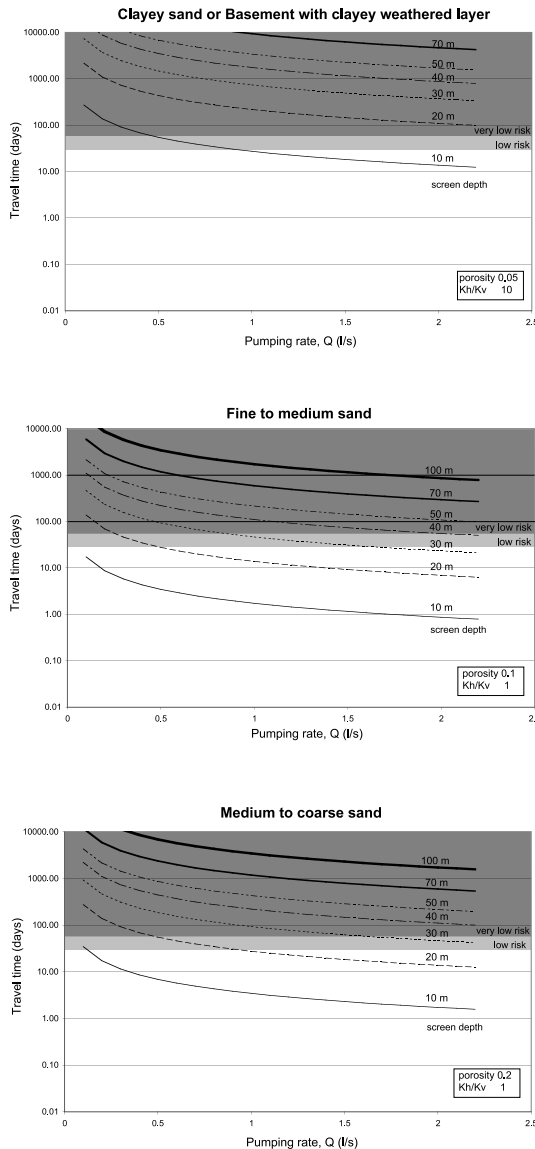 Clayey sand or Basement with clayey weathered layer
10000.00
1000.00
100.00
10.00
1.00
0.10
0.01
Travel time (days)
70 m
50 m
40 m
30 m
20 m
very low risk
low risk
10 m
screen depth
porosity 0.05
Kh/Kv 10
0
0.5
1
1.5
2
2.5
Pumping rate, Q (l/s)
Fine to medium sand
10000.00
1000.00
100.00
10.00
1.00
0.10
0.01
Travel time (days)
100 m
70 m
50 m
40 m
very low risk
30 m
low risk
20 m
10 m
screen depth
porosity 0.1
Kh/Kv 1
0
0.5
1
1.5
2
2.5
Pumping rate, Q (l/s)
Medium to coarse sand
10000.00
1000.00
100.00
10.00
1.00
0.10
0.01
Travel time (days)
100 m
70 m
50 m
40 m
30 m
very low risk
low risk
20 m
10 m
screen depth
porosity 0.2
Kh/Kv 1
0
0.5
1
1.5
2
2.5
Pumping rate, Q (l/s)